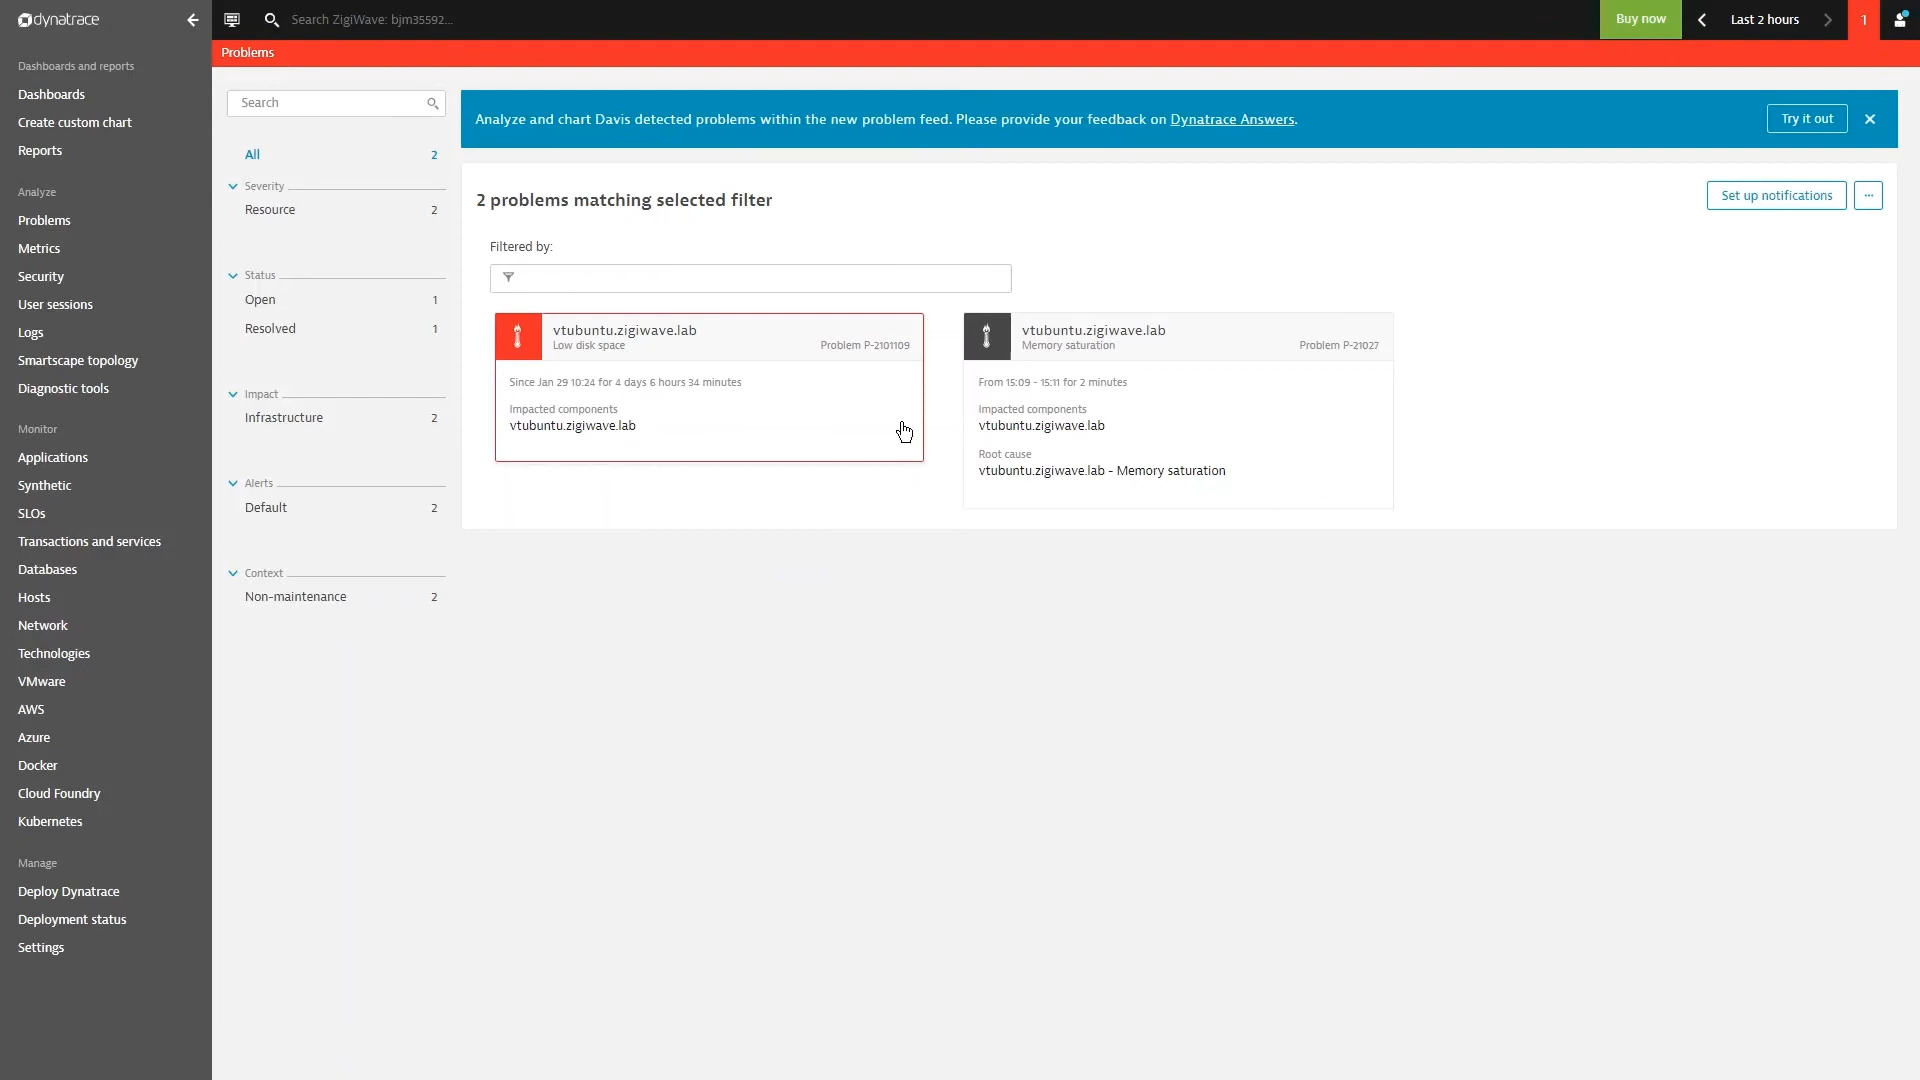 dynatrace
Search ZigiWave: bjm35592...
Buy now
Last 2 hours
1
Problems
Dashboards and reports
Dashboards
Create custom chart
Reports
Analyze
Problems
Metrics
Security
User sessions
Logs
Smartscape topology
Diagnostic tools
Monitor
Applications
Synthetic
SLOs
Transactions and services
Databases
Hosts
Network
Technologies
VMware
AWS
Azure
Docker
Cloud Foundry
Kubernetes
Manage
Deploy Dynatrace
Deployment status
Settings
Search
All 2
Severity
Resource 2
Status
Open 1
Resolved 1
Impact
Infrastructure 2
Alerts
Default 2
Context
Non-maintenance 2
Analyze and chart Davis detected problems within the new problem feed. Please provide your feedback on Dynatrace Answers.
Try it out
2 problems matching selected filter
Set up notifications
...
Filtered by:
vtubuntu.zigiwave.lab
Low disk space Problem P-2101109
Since Jan 29 10:24 for 4 days 6 hours 34 minutes
Impacted components
vtubuntu.zigiwave.lab
vtubuntu.zigiwave.lab
Memory saturation Problem P-21027
From 15:09 - 15:11 for 2 minutes
Impacted components
vtubuntu.zigiwave.lab
Root cause
vtubuntu.zigiwave.lab - Memory saturation